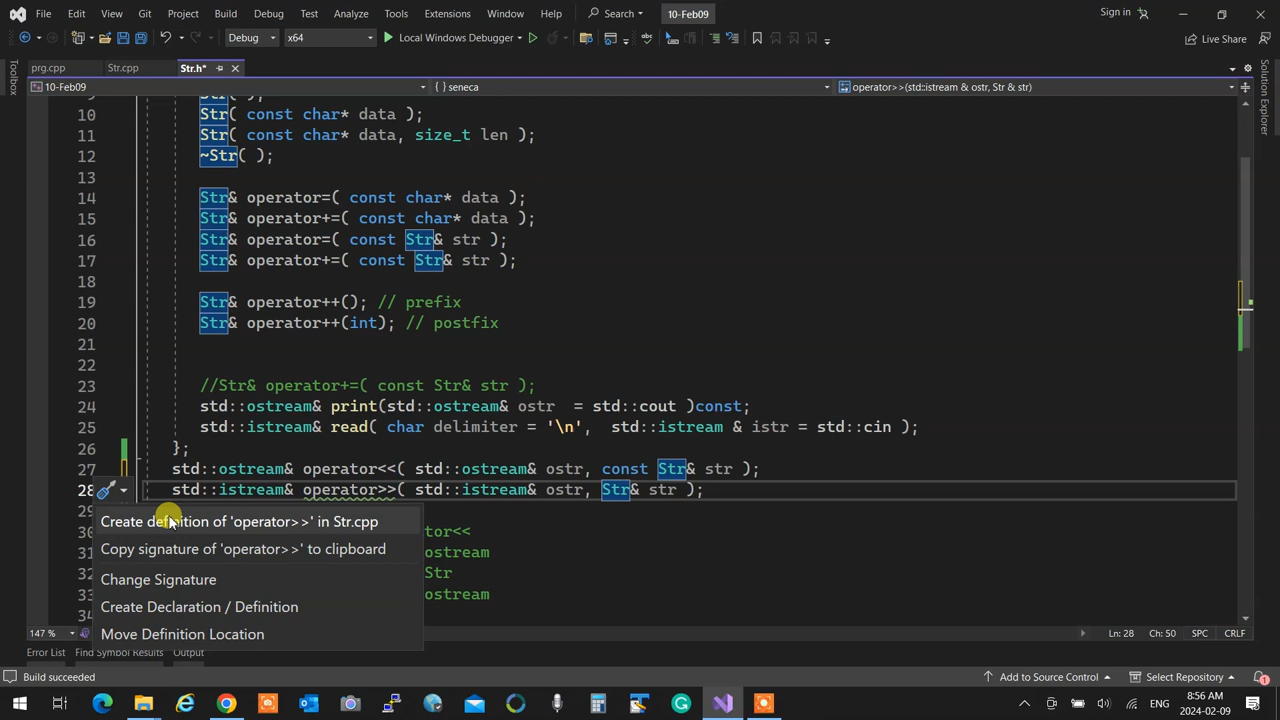 File Edit View Git Project Build Debug Test Analyze Tools Extensions Window Help Search 10-Feb09 Sign in
Debug x64 Local Windows Debugger Live Share
prg.cpp Str.cpp Str.h*
10-Feb09 {} seneca operator>>(std::istream & ostr, Str & str)
Toolbox
Solution Explorer
10 Str( const char* data );
11 Str( const char* data, size_t len );
12 ~Str( );
13
14 Str& operator=( const char* data );
15 Str& operator+=( const char* data );
16 Str& operator=( const Str& str );
17 Str& operator+=( const Str& str );
18
19 Str& operator++(); // prefix
20 Str& operator++(int); // postfix
21
22
23 //Str& operator+=( const Str& str );
24 std::ostream& print(std::ostream& ostr = std::cout )const;
25 std::istream& read( char delimiter = '\n', std::istream & istr = std::cin );
26 };
27 std::ostream& operator<<( std::ostream& ostr, const Str& str );
28 std::istream& operator>>( std::istream& ostr, Str& str );
Create definition of 'operator>>' in Str.cpp
Copy signature of 'operator>>' to clipboard
Change Signature
Create Declaration / Definition
Move Definition Location
ator<<
ostream
Str
ostream
147 % Ln: 28 Ch: 50 SPC CRLF
Error List Find Symbol Results Output
Build succeeded Add to Source Control Select Repository 1
ENG 8:56 AM
2024-02-09